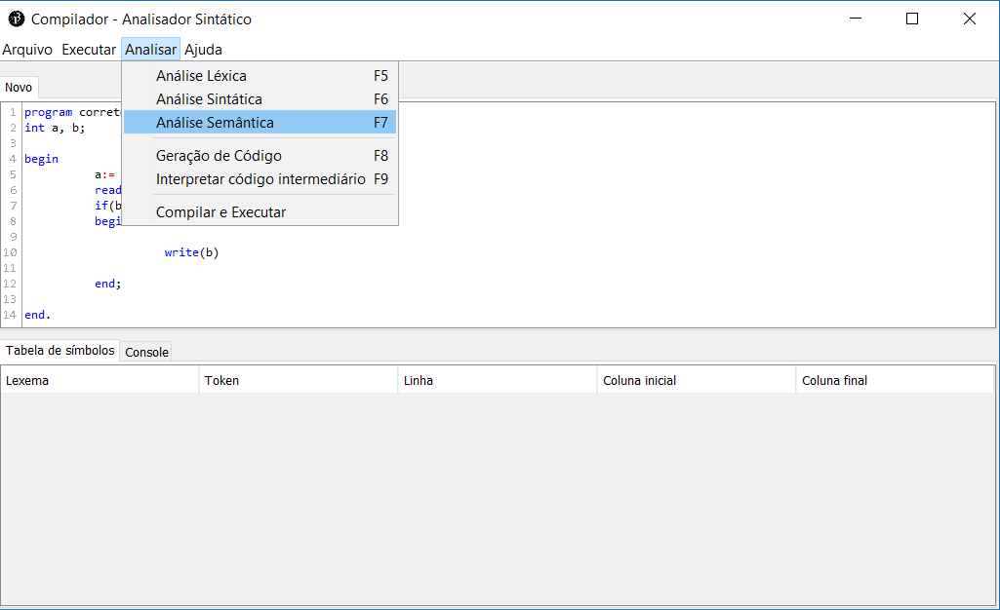 Compilador - Analisador Sintático
Arquivo Executar Analisar Ajuda
Análise Léxica F5
Análise Sintática F6
Análise Semântica F7
Geração de Código F8
Interpretar código intermediário F9
Compilar e Executar
Novo
1 program
2 int a, b;
3
4 begin
5 a:=
6 read
7 if(b
8
9
10 write(b)
11
12 end;
13
14 end.
Tabela de símbolos Console
Lexema Token Linha Coluna inicial Coluna final